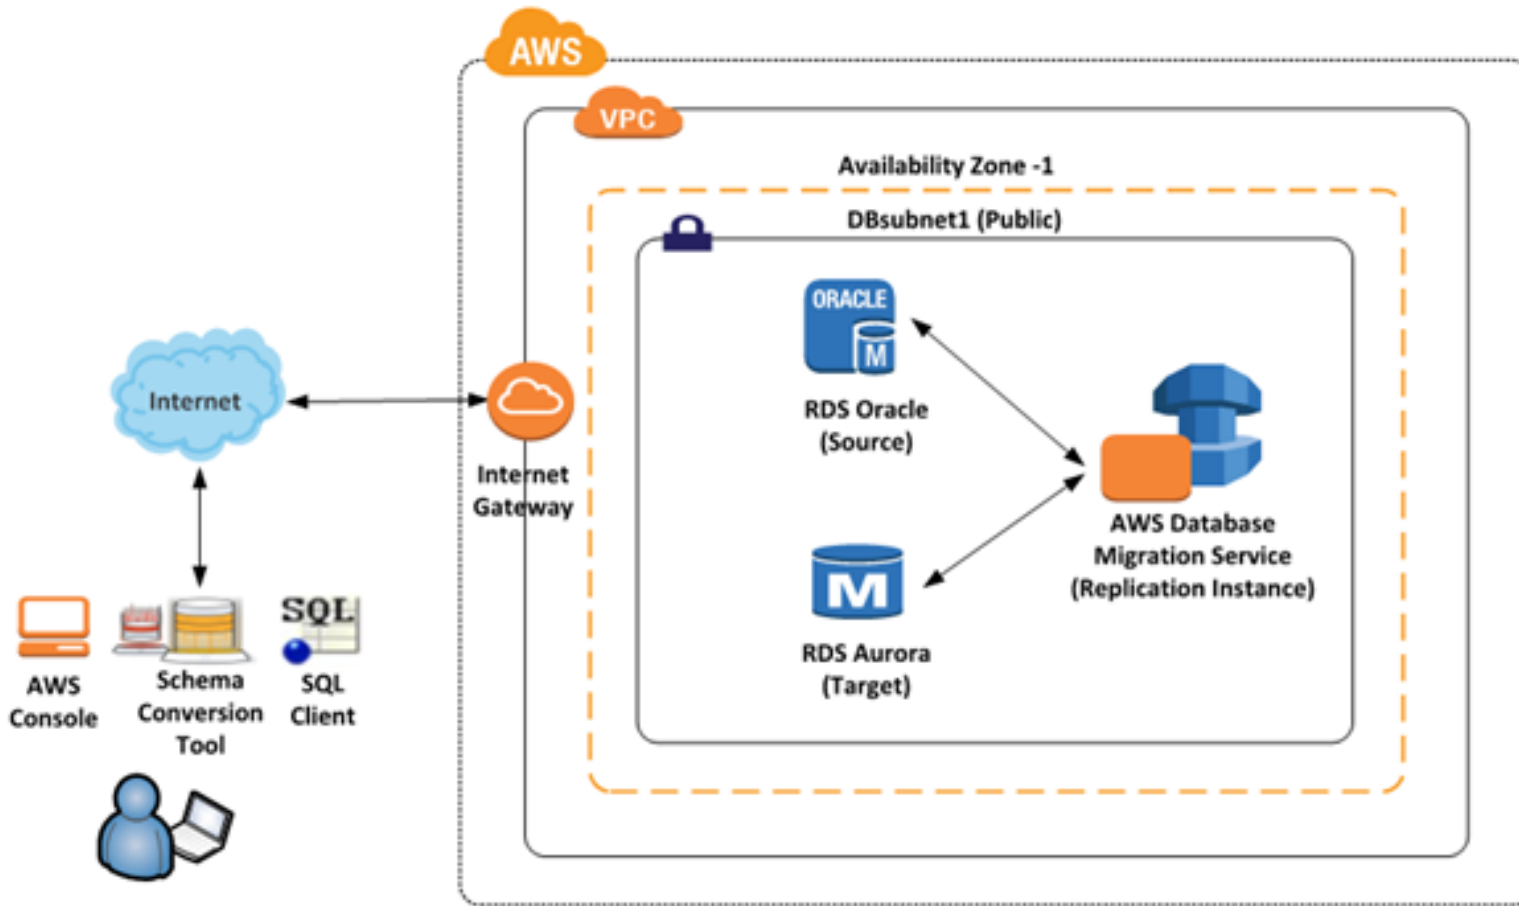 AWS
VPC
Availability Zone -1
DBsubnet1 (Public)
ORACLE
M
RDS Oracle
(Source)
Internet
Internet
Gateway
AWS Database
Migration Service
(Replication Instance)
M
RDS Aurora
(Target)
SQL
AWS
Console
Schema
Conversion
Tool
SQL
Client